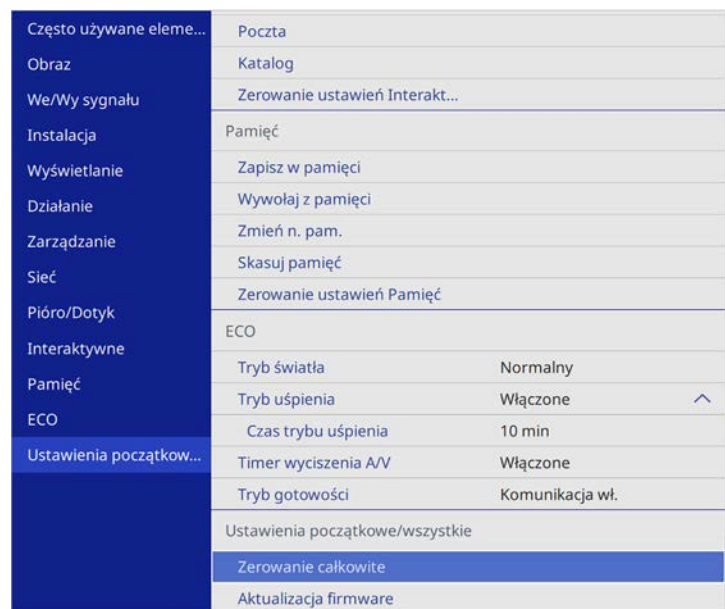 Często używane eleme...
Obraz
We/Wy sygnału
Instalacja
Wyświetlanie
Działanie
Zarządzanie
Sieć
Pióro/Dotyk
Interaktywne
Pamięć
ECO
Ustawienia początkow...
Poczta
Katalog
Zerowanie ustawień Interakt...
Pamięć
Zapisz w pamięci
Wywołaj z pamięci
Zmień n. pam.
Skasuj pamięć
Zerowanie ustawień Pamięć
ECO
Tryb światła Normalny
Tryb uśpienia Włączone
Czas trybu uśpienia 10 min
Timer wyciszenia A/V Włączone
Tryb gotowości Komunikacja wł.
Ustawienia początkowe/wszystkie
Zerowanie całkowite
Aktualizacja firmware